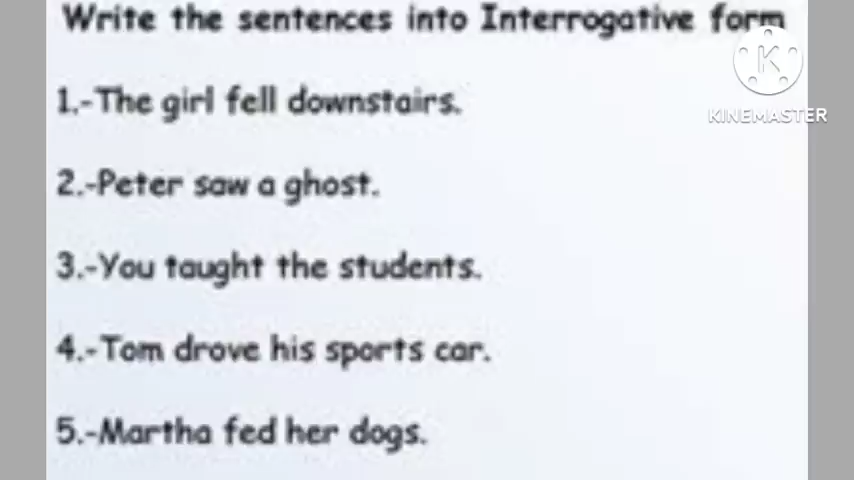 Write the sentences into Interrogative form
KINEMASTER
1.-The girl fell downstairs.
2.-Peter saw a ghost.
3.-You taught the students.
4.-Tom drove his sports car.
5.-Martha fed her dogs.